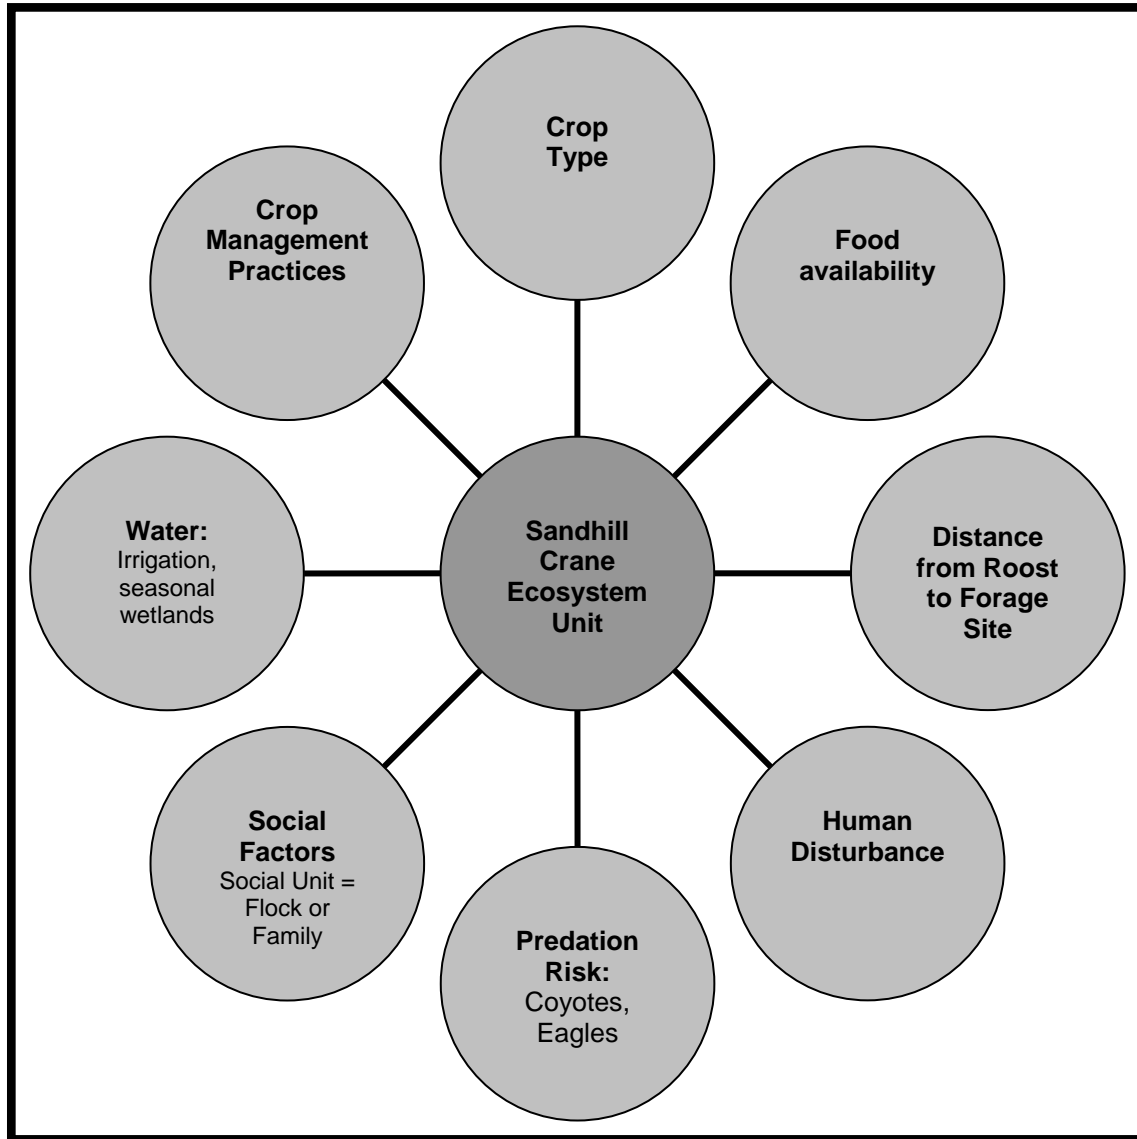 Crop
Type
Crop
Management
Practices
Food
availability
Water:
Irrigation,
seasonal
wetlands
Sandhill
Crane
Ecosystem
Unit
Distance
from Roost
to Forage
Site
Social
Factors
Social Unit =
Flock or
Family
Human
Disturbance
Predation
Risk:
Coyotes,
Eagles